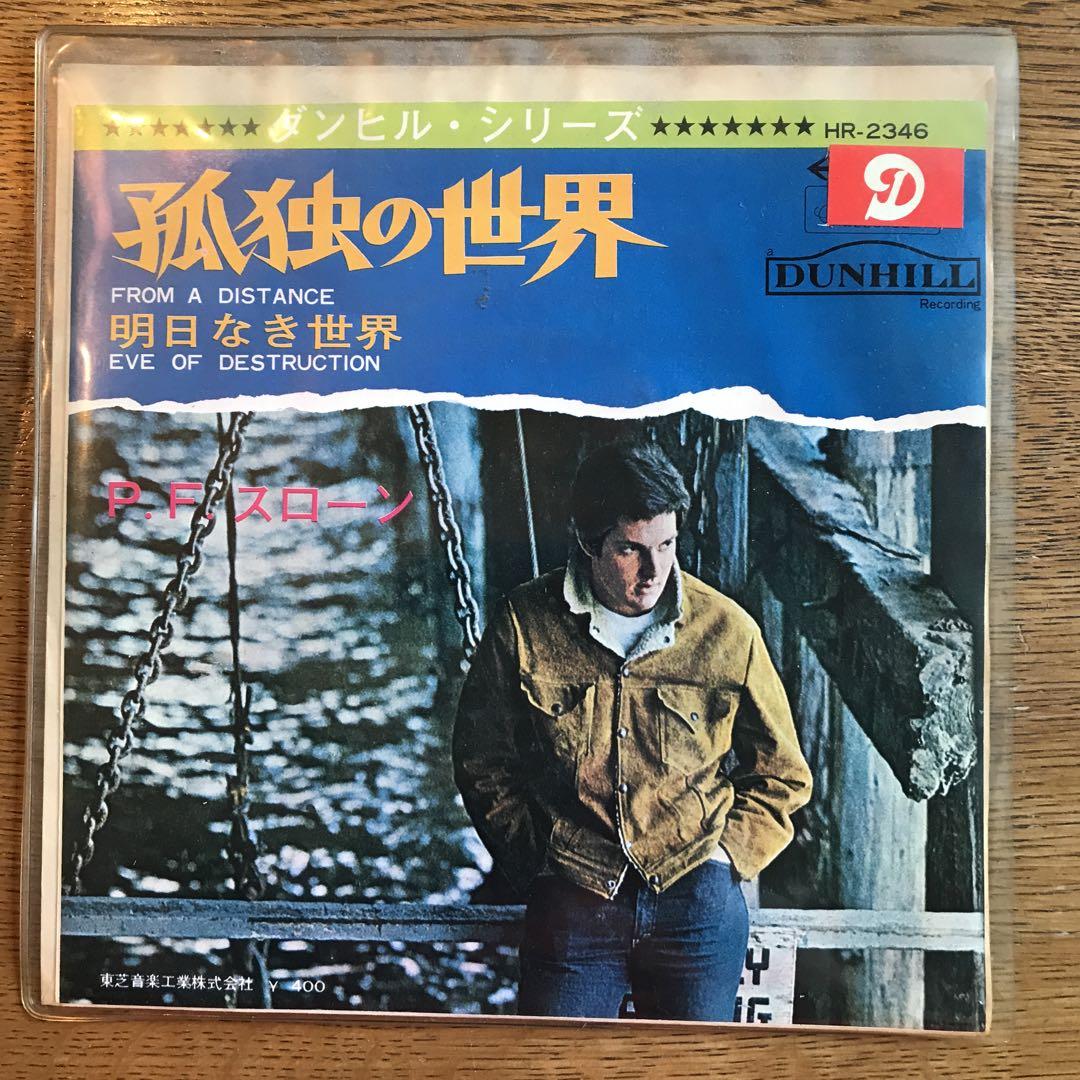 ★★★★★★★ダンヒル・シリーズ★★★★★★★ HR-2346
D
孤独の世界
a
DUNHILL
Recording
FROM A DISTANCE
明日なき世界
EVE OF DESTRUCTION
P.F.スローン
東芝音楽工業株式会社 ¥ 400